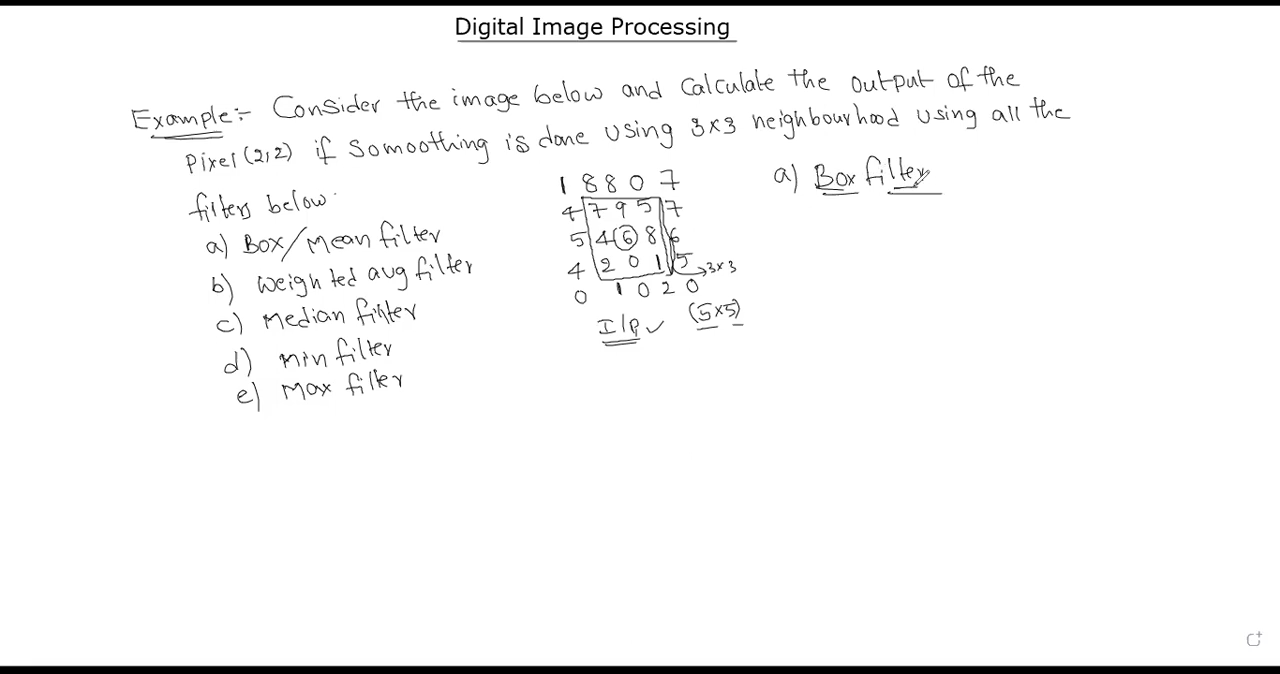 Digital Image Processing
Example:- Consider the image below and Calculate the output of the
Pixel (2,2) if Somoothing is done using 3x3 neighbourhood using all the
filters below.
a) Box/Mean filter
b) Weighted avg filter
c) Median filter
d) Min filter
e) Max filter
1 8 8 0 7
4 7 9 5 7
5 4 6 8 6
4 2 0 1 5
→3x3
0 1 0 2 0
I/p ✓ (5x5)
a) Box filter